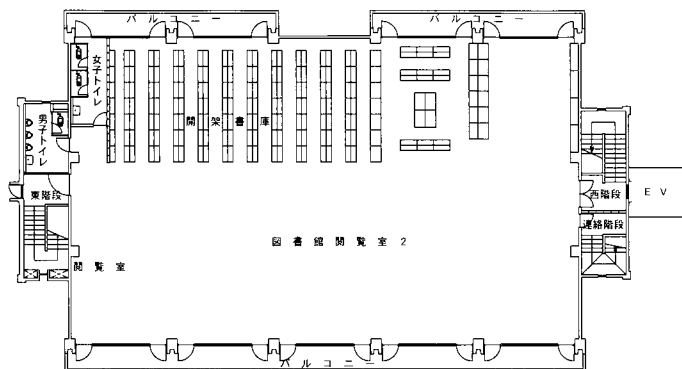 バルコニー
バルコニー
女子トイレ
開架書庫
男子トイレ
東階段
西階段
EV
連絡階段
図書館閲覧室2
閲覧室
バルコニー